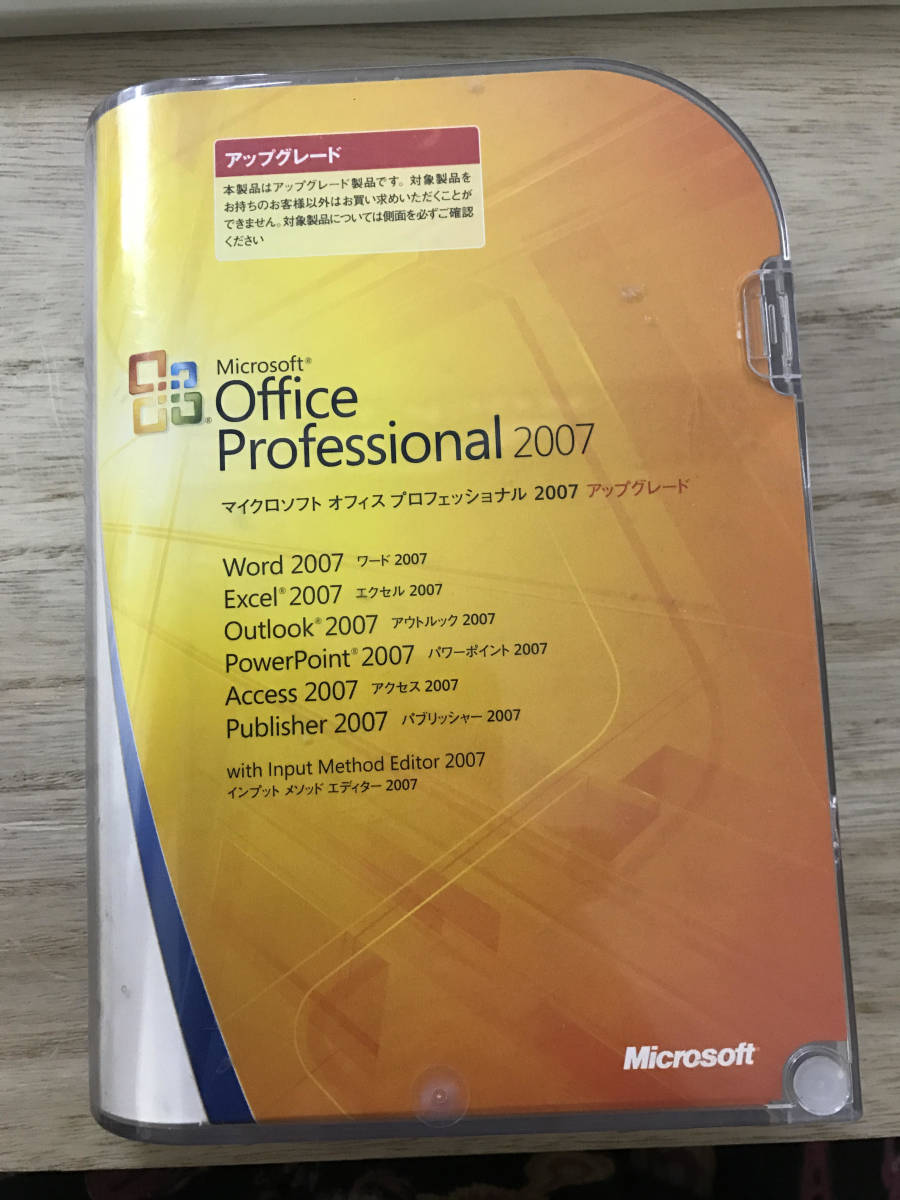 アップグレード
本製品はアップグレード製品です。対象製品を
お持ちのお客様以外はお買い求めいただくことが
できません。対象製品については側面を必ずご確認
ください
Microsoft®
Office
Professional 2007
マイクロソフト オフィス プロフェッショナル 2007 アップグレード
Word 2007 ワード 2007
Excel® 2007 エクセル 2007
Outlook® 2007 アウトルック 2007
PowerPoint® 2007 パワーポイント 2007
Access 2007 アクセス 2007
Publisher 2007 パブリッシャー 2007
with Input Method Editor 2007
インプット メソッド エディター 2007
Microsoft